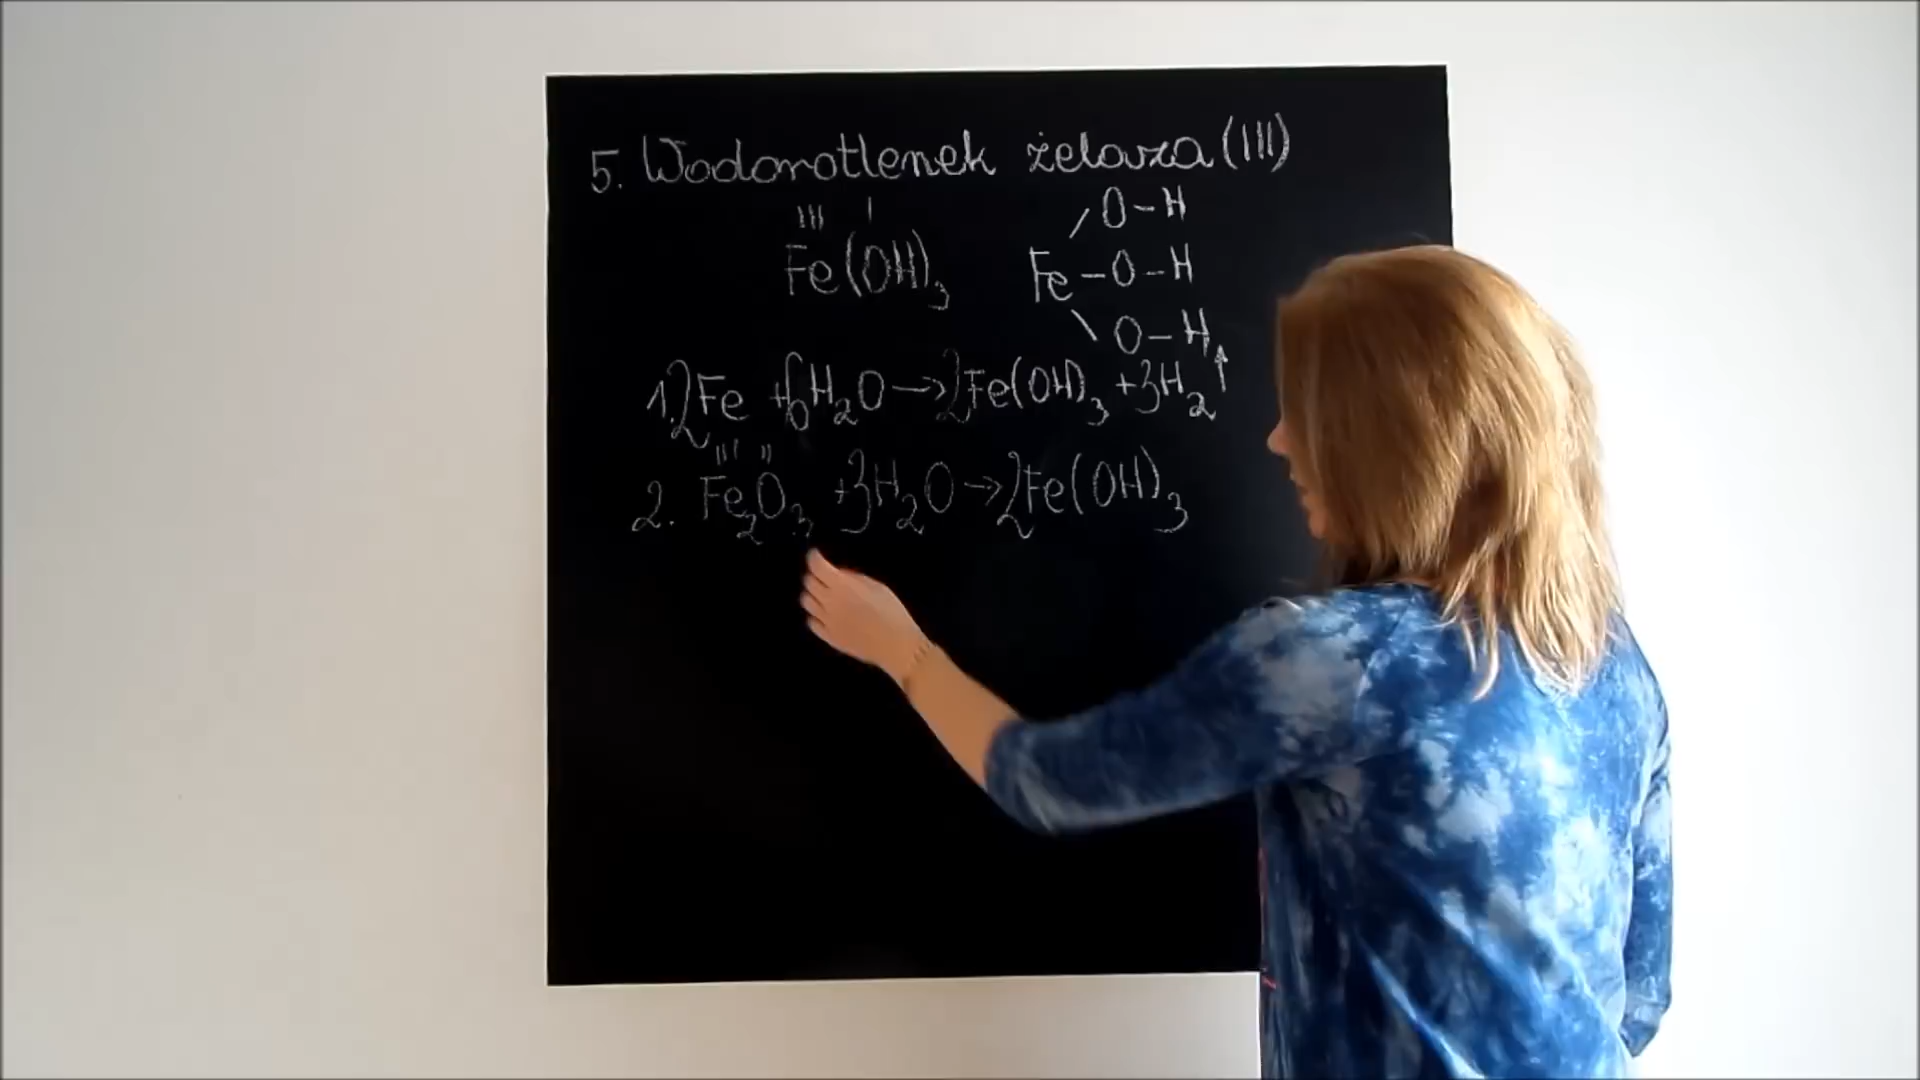 5. Wodorotlenek żelaza (III)
III I
Fe(OH)₃
O-H
Fe-O-H
O-H
1. 2Fe + 6H₂O → 2Fe(OH)₃ + 3H₂↑
III II
2. Fe₂O₃ + 3H₂O → 2Fe(OH)₃